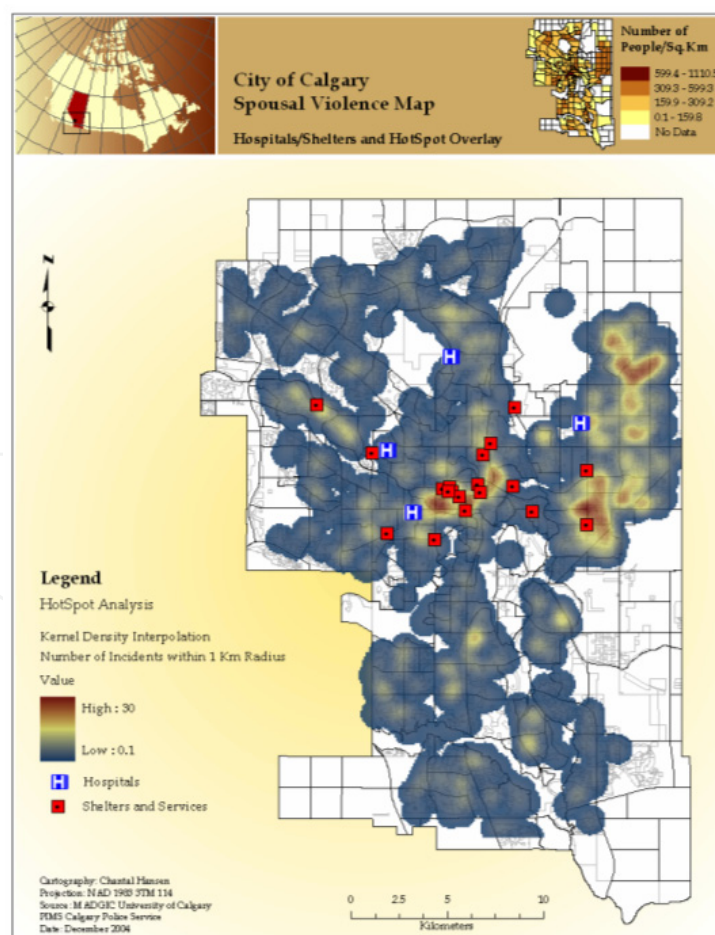 City of Calgary
Spousal Violence Map
Hospitals/Shelters and HotSpot Overlay
Number of
People/Sq.Km
599.4 - 1110.5
309.3 - 599.3
159.9 - 309.2
0.1 - 159.8
No Data
N
H
H
H
H
Legend
HotSpot Analysis
Kernel Density Interpolation
Number of Incidents within 1 Km Radius
Value
High : 30
Low : 0.1
H Hospitals
Shelters and Services
Cartography: Chantal Hansen
Projection: NAD 1983 3TM 114
Source: MADGIC University of Calgary
PIMS Calgary Police Service
Date: December 2004
0 2.5 5 10
Kilometers